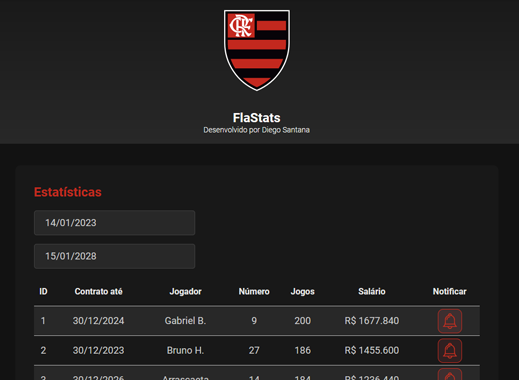 CRF
FlaStats
Desenvolvido por Diego Santana
Estatísticas
14/01/2023
15/01/2028
ID Contrato até Jogador Número Jogos Salário Notificar
1 30/12/2024 Gabriel B. 9 200 R$ 1677.840
2 30/12/2023 Bruno H. 27 186 R$ 1455.600
3 30/12/2026 Arrascaeta 14 184 R$ 1236.440